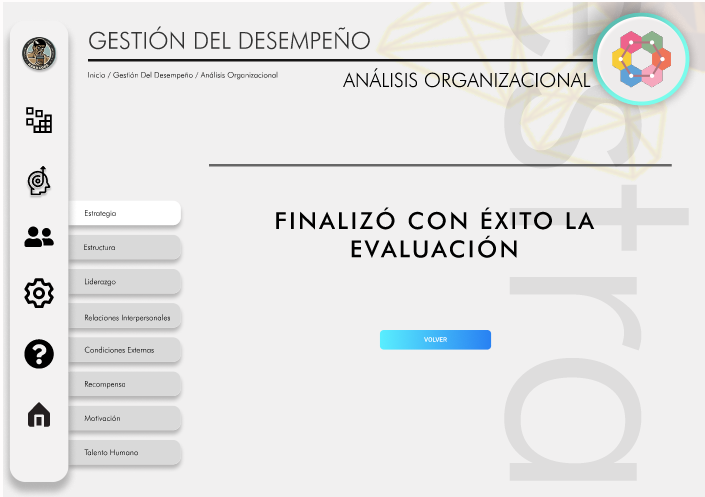 GESTIÓN DEL DESEMPEÑO
Inicio / Gestión Del Desempeño / Análisis Organizacional
ANÁLISIS ORGANIZACIONAL
Estrategia
Estructura
Liderazgo
Relaciones Interpersonales
Condiciones Externas
Recompensa
Motivación
Talento Humano
FINALIZÓ CON ÉXITO LA
EVALUACIÓN
VOLVER
stra